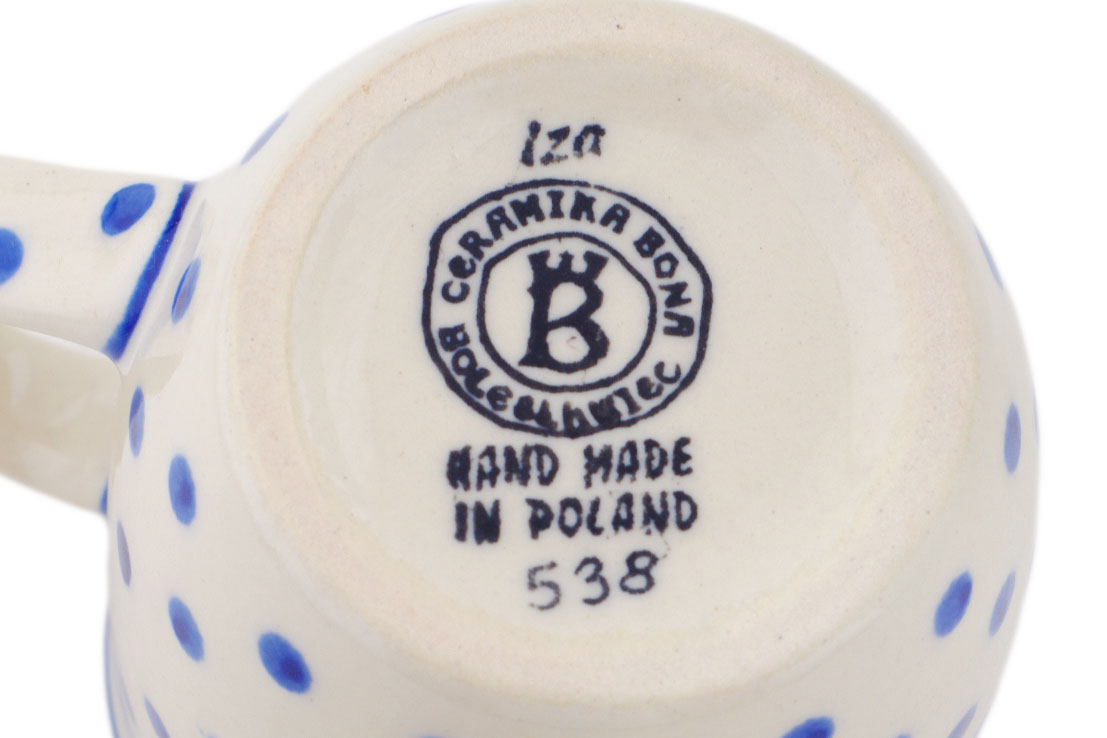 Iza
CERAMIKA BONA
B
BOLESŁAWIEC
HAND MADE
IN POLAND
538